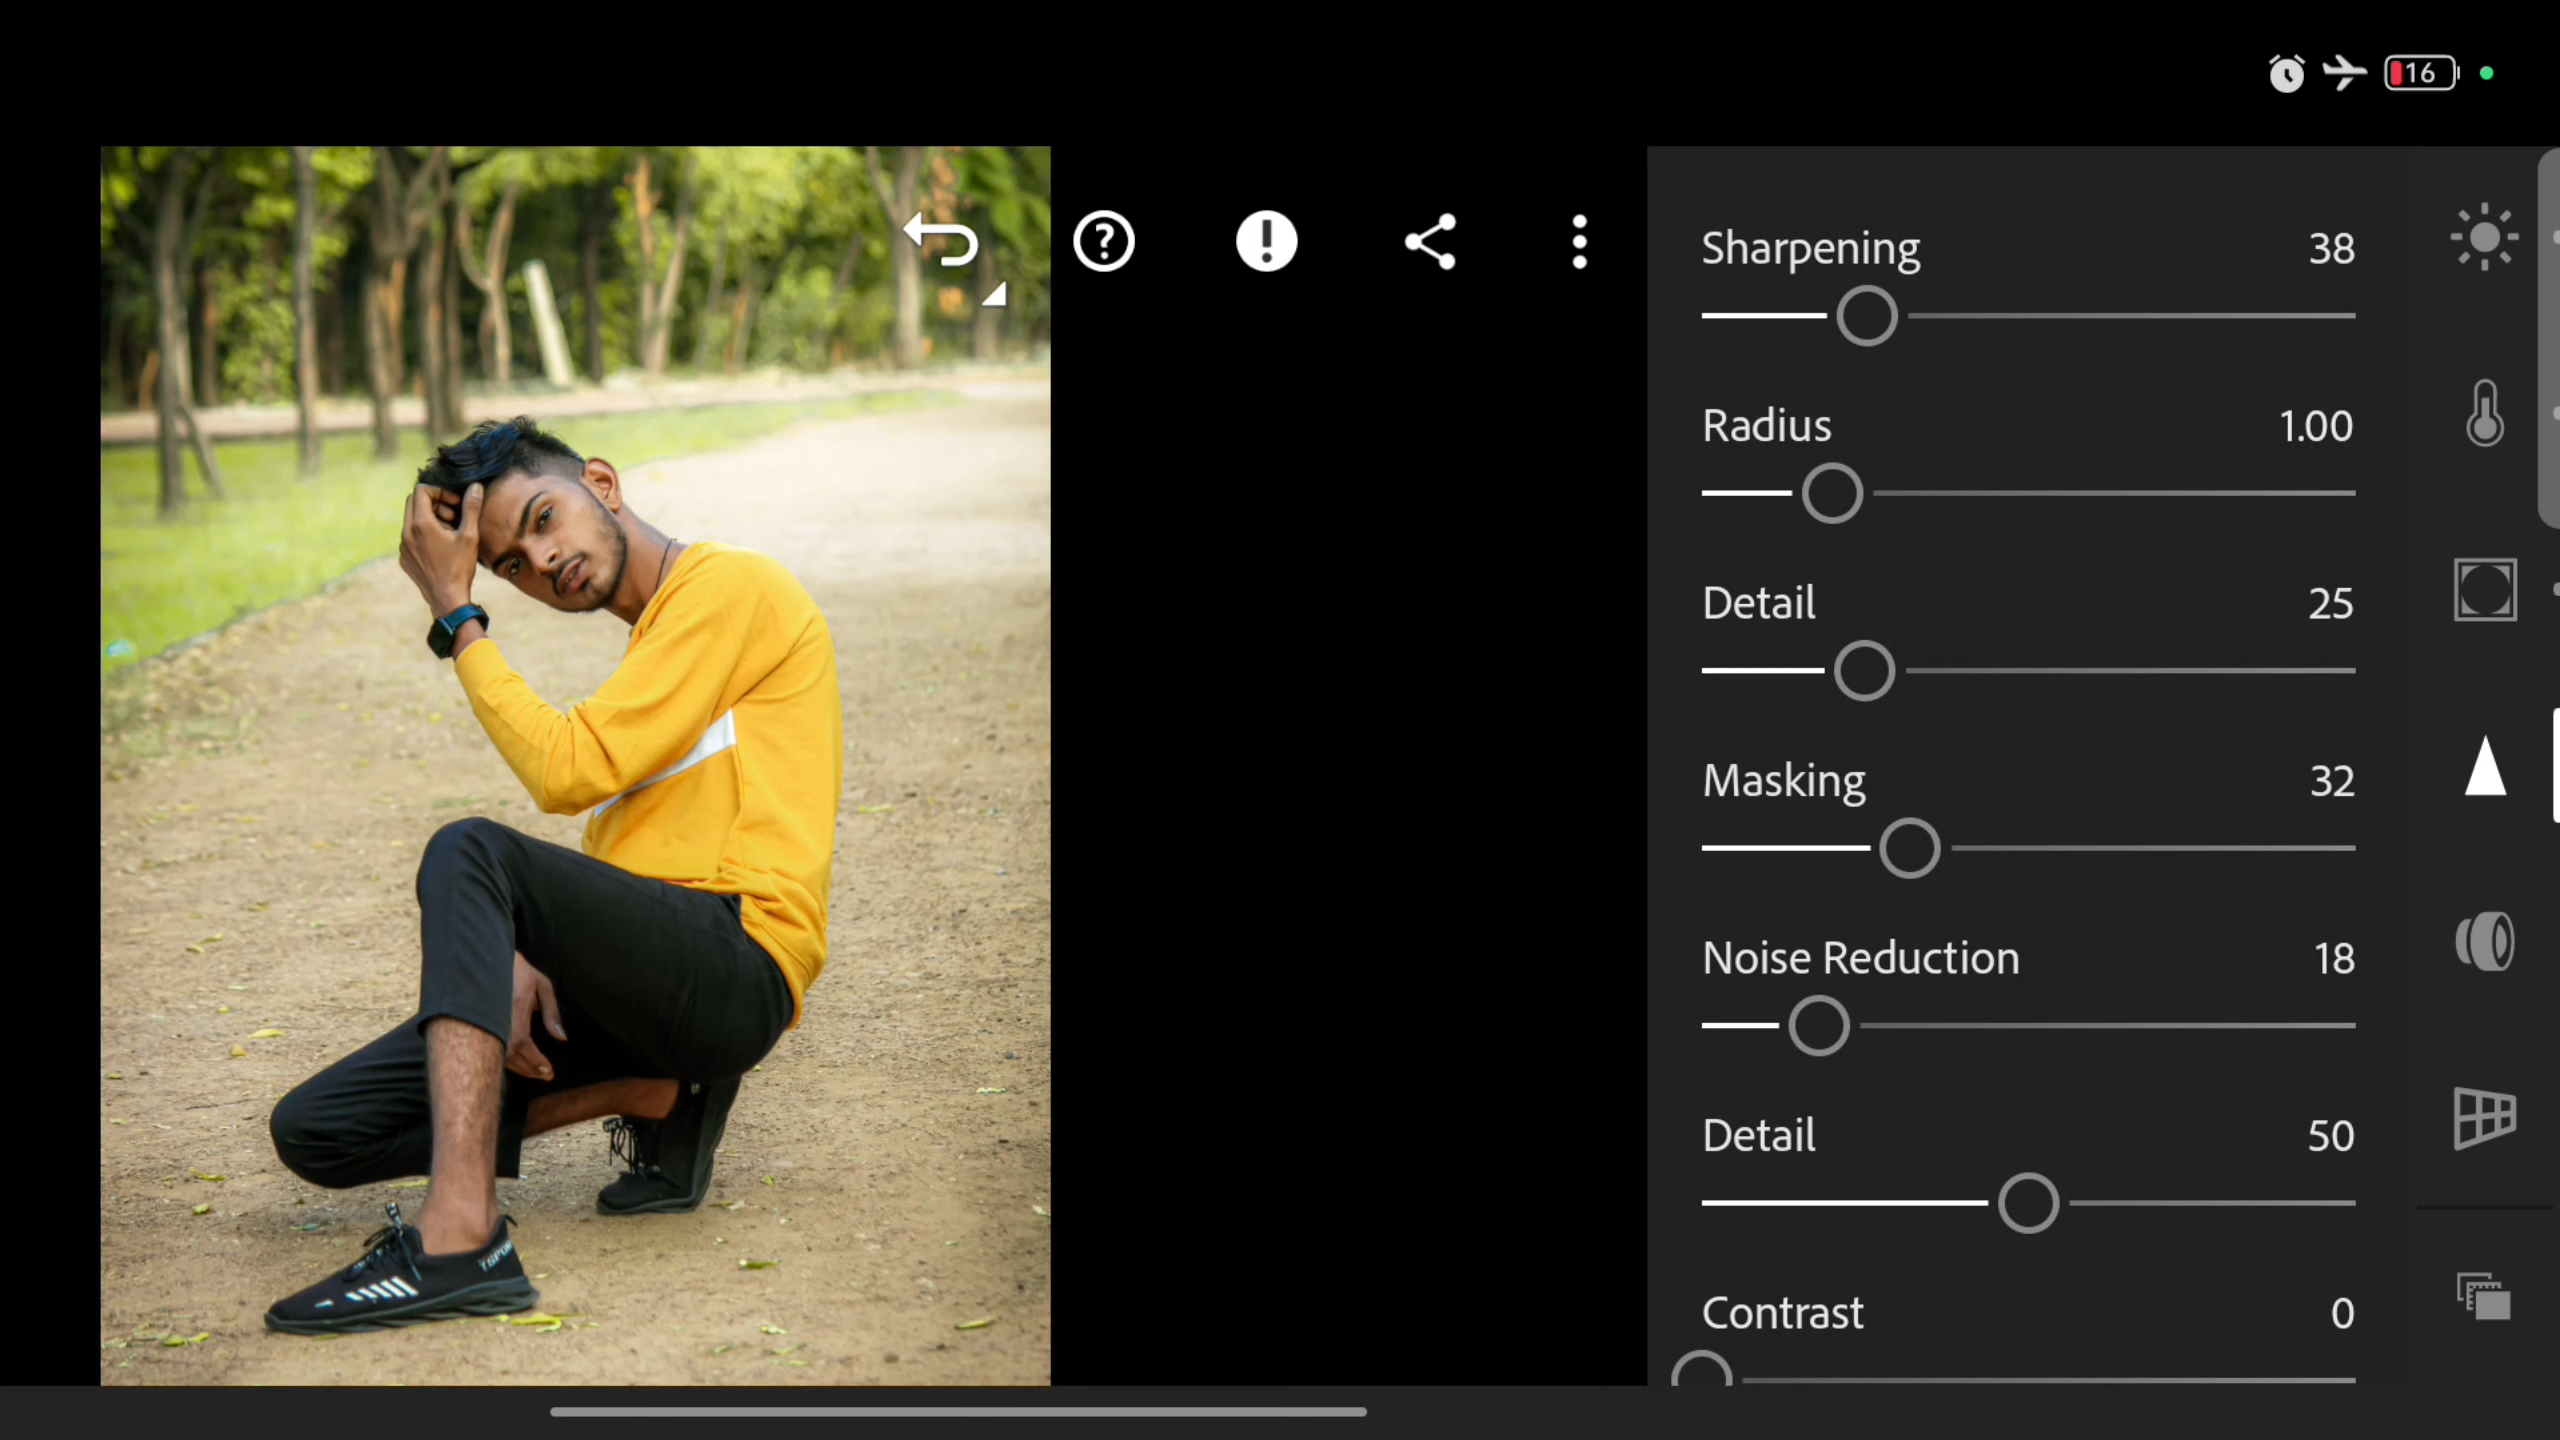 16
Sharpening 38
Radius 1.00
Detail 25
Masking 32
Noise Reduction 18
Detail 50
Contrast 0